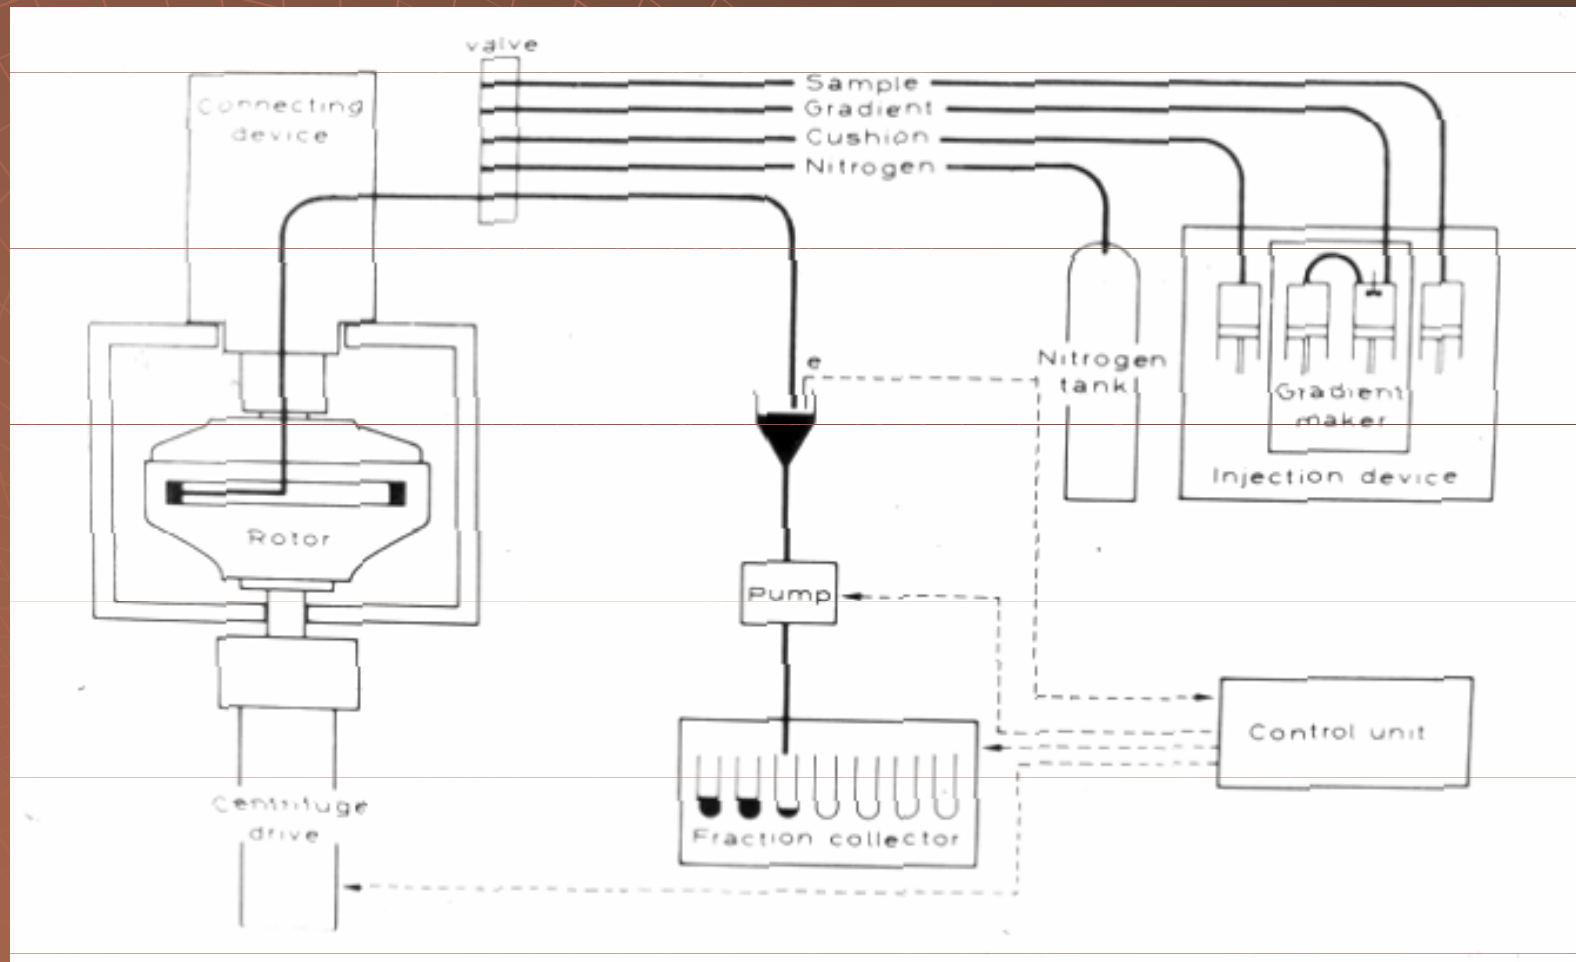 valve
Connecting
device
Sample
Gradient
Cushion
Nitrogen
e
Nitrogen
tank
Gradient
maker
Injection device
Rotor
Pump
Control unit
Centrifuge
drive
Fraction collector